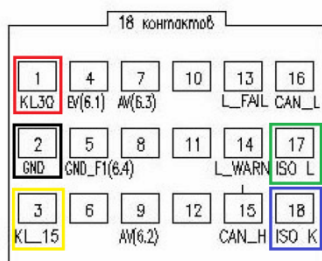 18 контактов
1 4 7 10 13 16
KL30 EV(6.1) AV(6.3) L_FAIL CAN_L
2 5 8 11 14 17
GND GND_F1(6.4) L_WARN ISO L
3 6 9 12 15 18
KL_15 AV(6.2) CAN_H ISO K